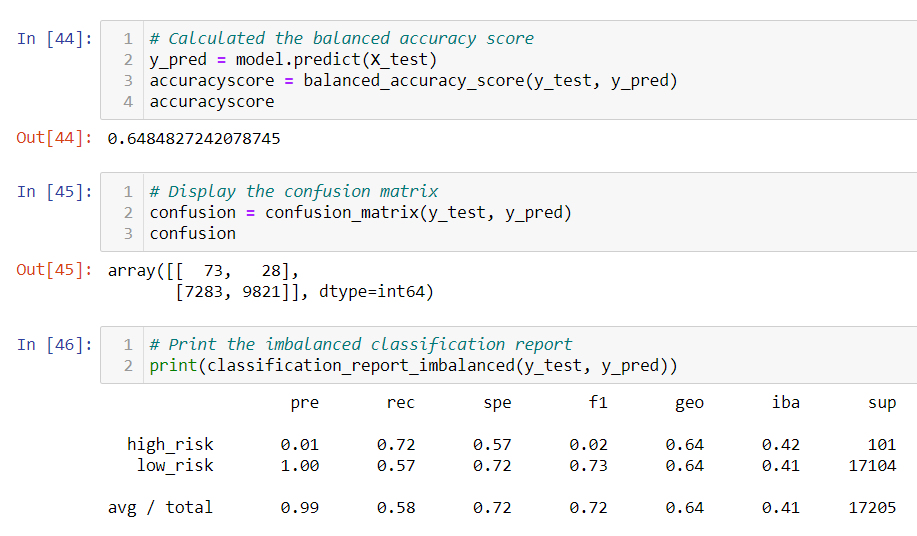 In [44]:
1 # Calculated the balanced accuracy score
2 y_pred = model.predict(X_test)
3 accuracyscore = balanced_accuracy_score(y_test, y_pred)
4 accuracyscore
Out[44]: 0.6484827242078745
In [45]:
1 # Display the confusion matrix
2 confusion = confusion_matrix(y_test, y_pred)
3 confusion
Out[45]: array([[  73,   28],
       [7283, 9821]], dtype=int64)
In [46]:
1 # Print the imbalanced classification report
2 print(classification_report_imbalanced(y_test, y_pred))
pre rec spe f1 geo iba sup
high_risk 0.01 0.72 0.57 0.02 0.64 0.42 101
low_risk 1.00 0.57 0.72 0.73 0.64 0.41 17104
avg / total 0.99 0.58 0.72 0.72 0.64 0.41 17205